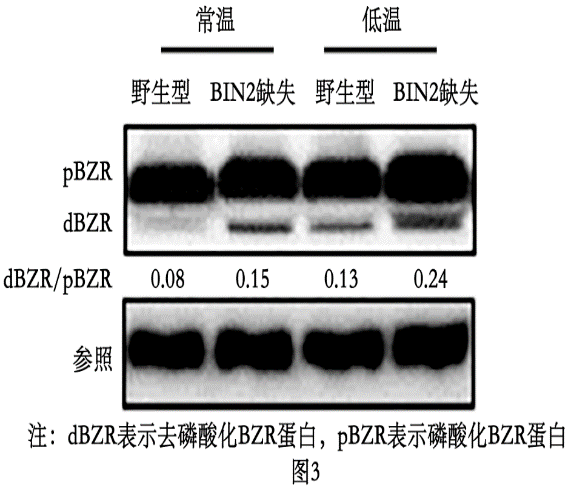 常温 低温
野生型 BIN2缺失 野生型 BIN2缺失
pBZR
dBZR
dBZR/pBZR 0.08 0.15 0.13 0.24
参照
注：dBZR表示去磷酸化BZR蛋白，pBZR表示磷酸化BZR蛋白
图3